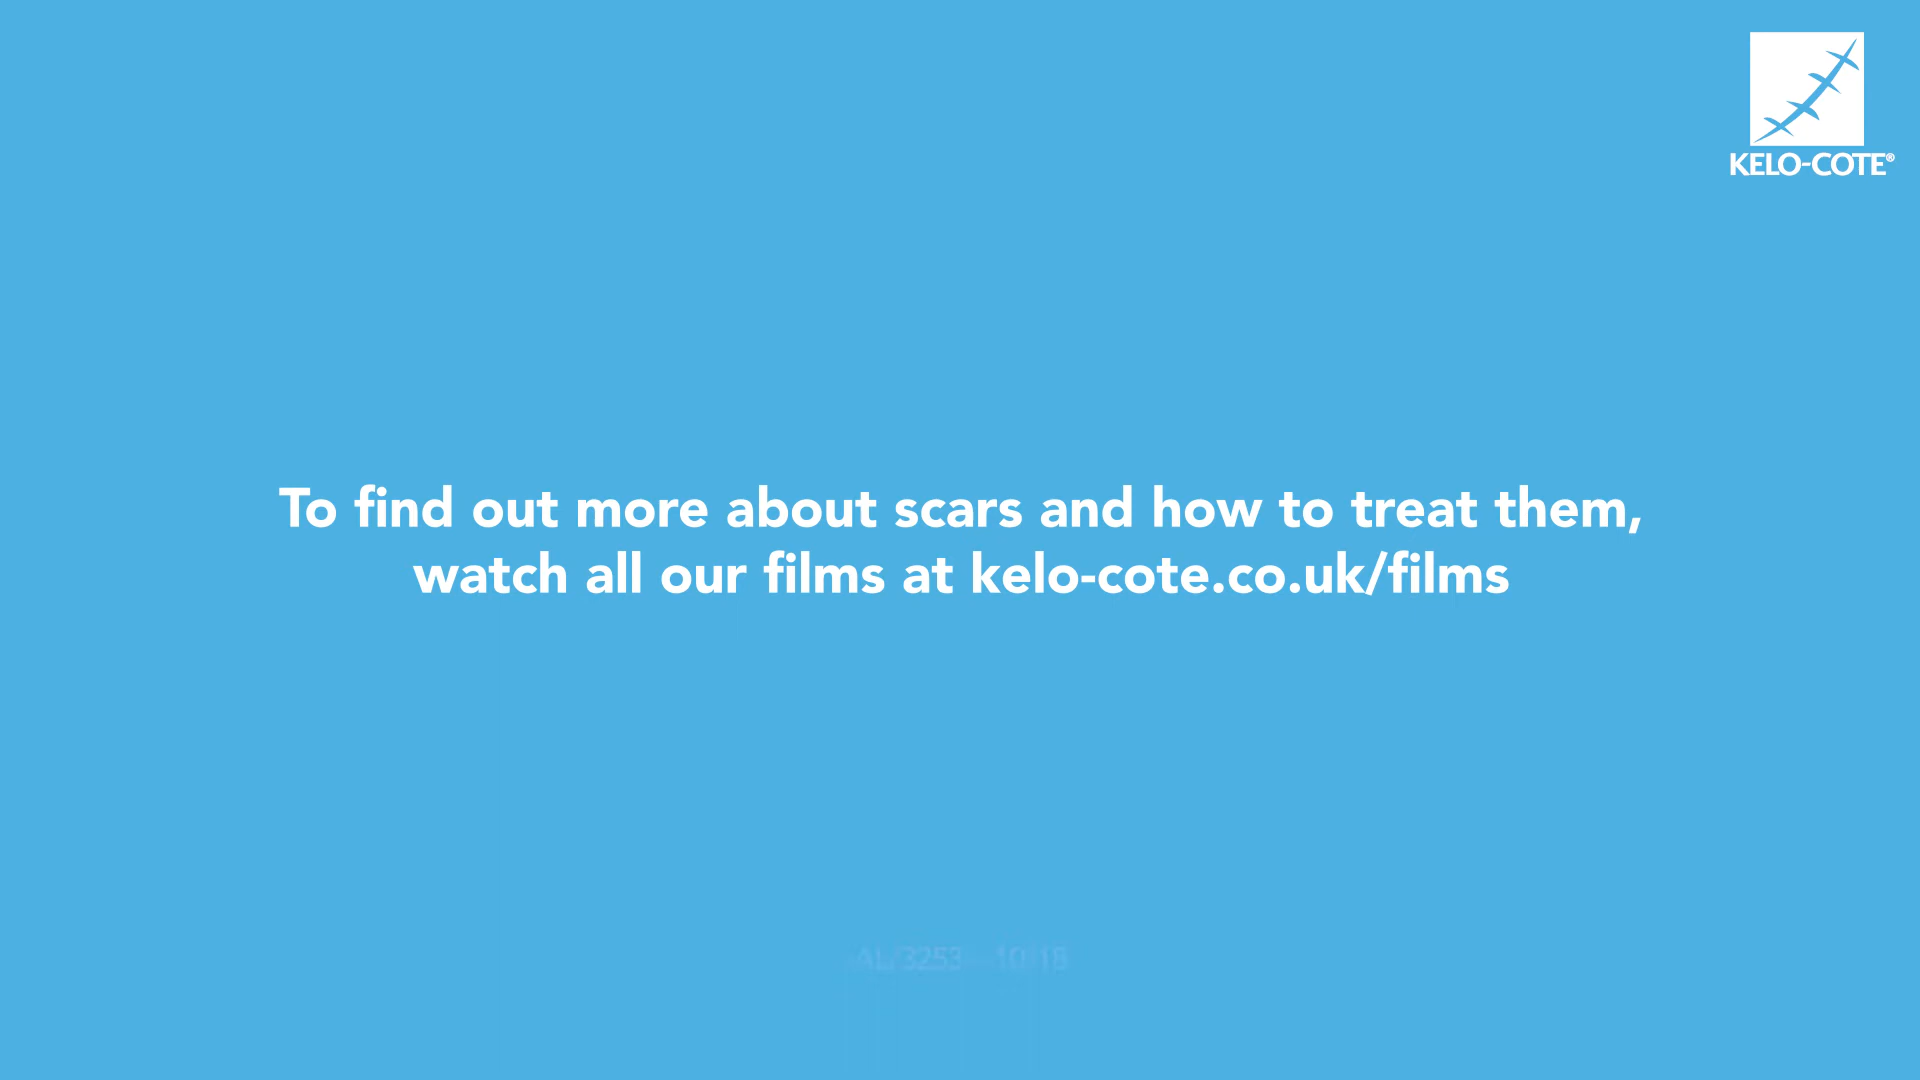 KELO-COTE®
To find out more about scars and how to treat them,
watch all our films at kelo-cote.co.uk/films